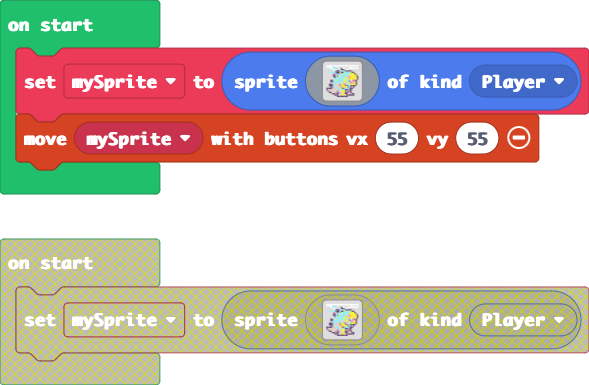 on start
set mySprite to sprite of kind Player
move mySprite with buttons vx 55 vy 55
on start
set mySprite to sprite of kind Player